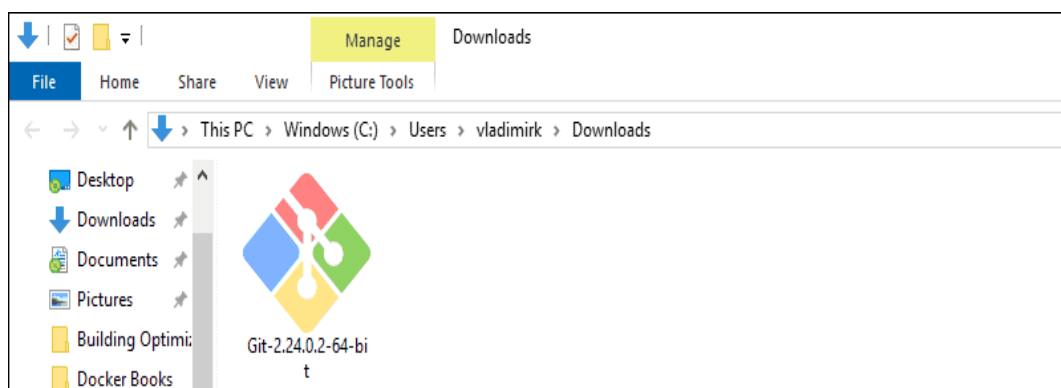 Manage Downloads
File Home Share View Picture Tools
This PC > Windows (C:) > Users > vladimirk > Downloads
Desktop
Downloads
Documents
Pictures
Building Optimiz
Docker Books
Git-2.24.0.2-64-bi
t